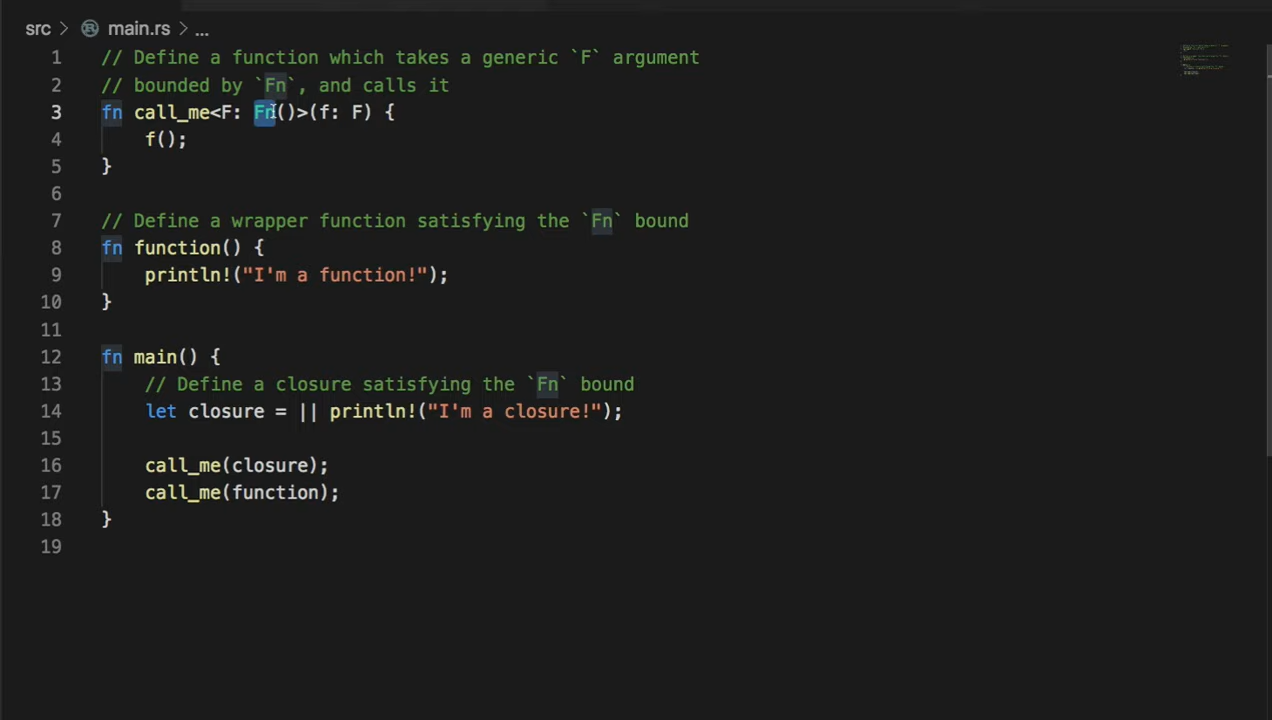 src > main.rs > ...
1 // Define a function which takes a generic `F` argument
2 // bounded by `Fn`, and calls it
3 fn call_me<F: Fn()>(f: F) {
4     f();
5 }
6
7 // Define a wrapper function satisfying the `Fn` bound
8 fn function() {
9     println!("I'm a function!");
10 }
11
12 fn main() {
13     // Define a closure satisfying the `Fn` bound
14     let closure = || println!("I'm a closure!");
15
16     call_me(closure);
17     call_me(function);
18 }
19